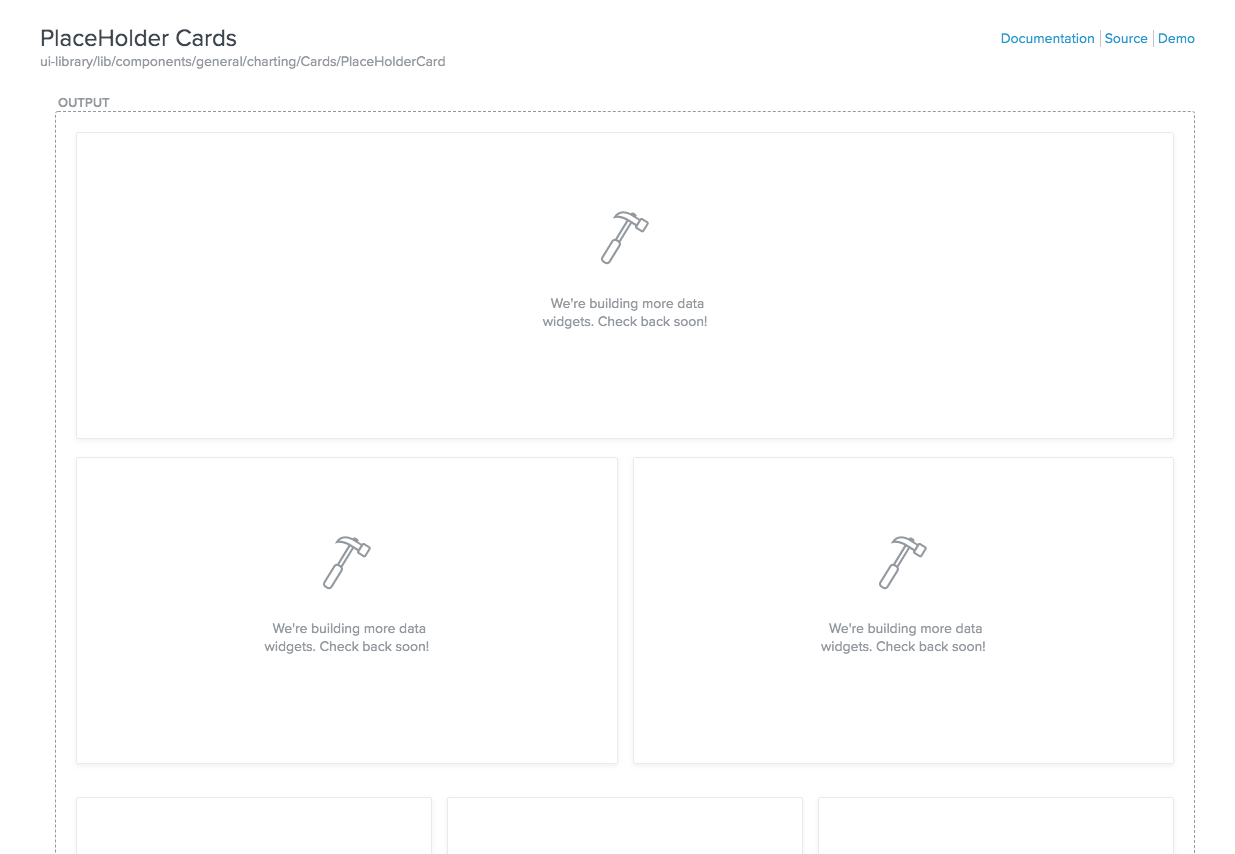 PlaceHolder Cards
Documentation Source Demo
ui-library/lib/components/general/charting/Cards/PlaceHolderCard
OUTPUT
We're building more data
widgets. Check back soon!
We're building more data
widgets. Check back soon!
We're building more data
widgets. Check back soon!